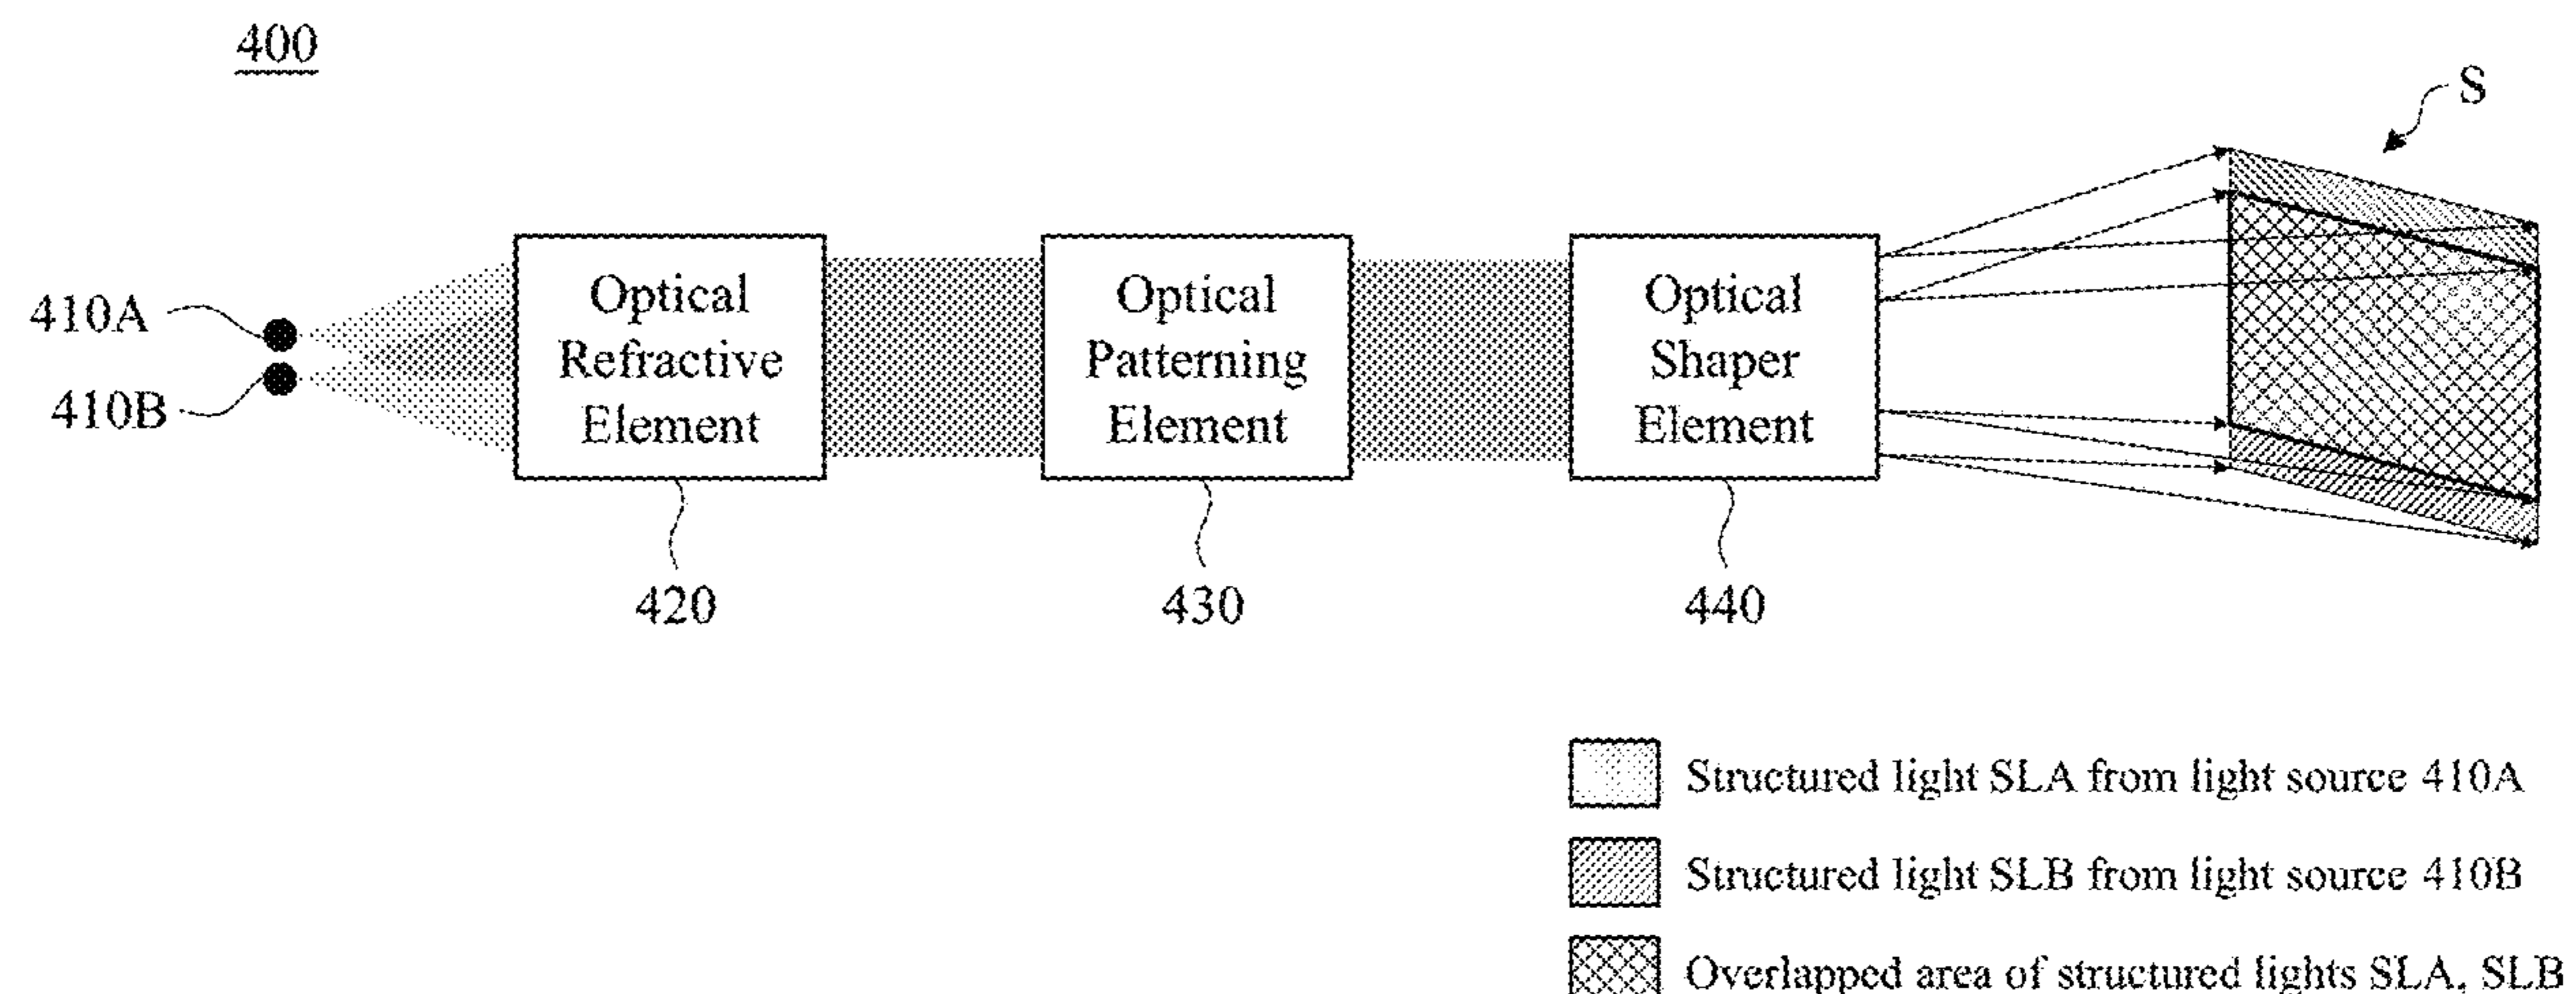 400
S
410A
410B
Optical
Refractive
Element
Optical
Patterning
Element
Optical
Shaper
Element
420
430
440
Structured light SLA from light source 410A
Structured light SLB from light source 410B
Overlapped area of structured lights SLA, SLB